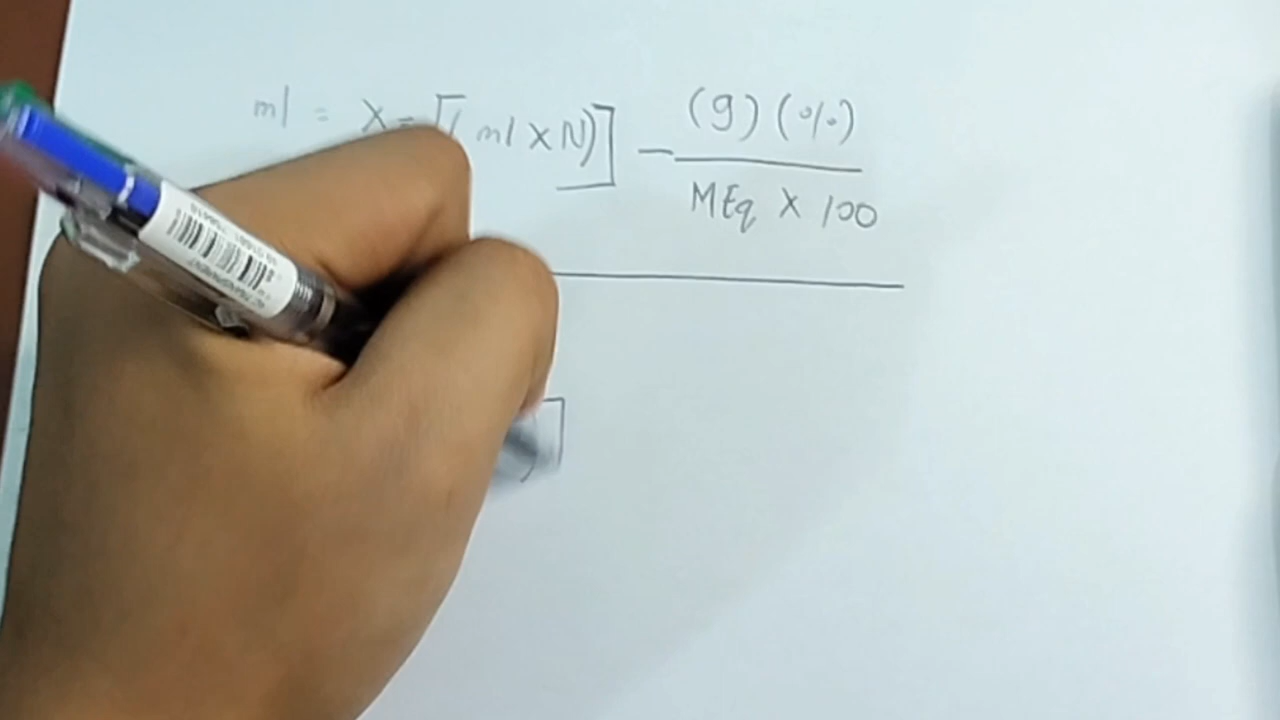 ml = X = [(ml X N)] - (g)(%)
MEq X 100
)]